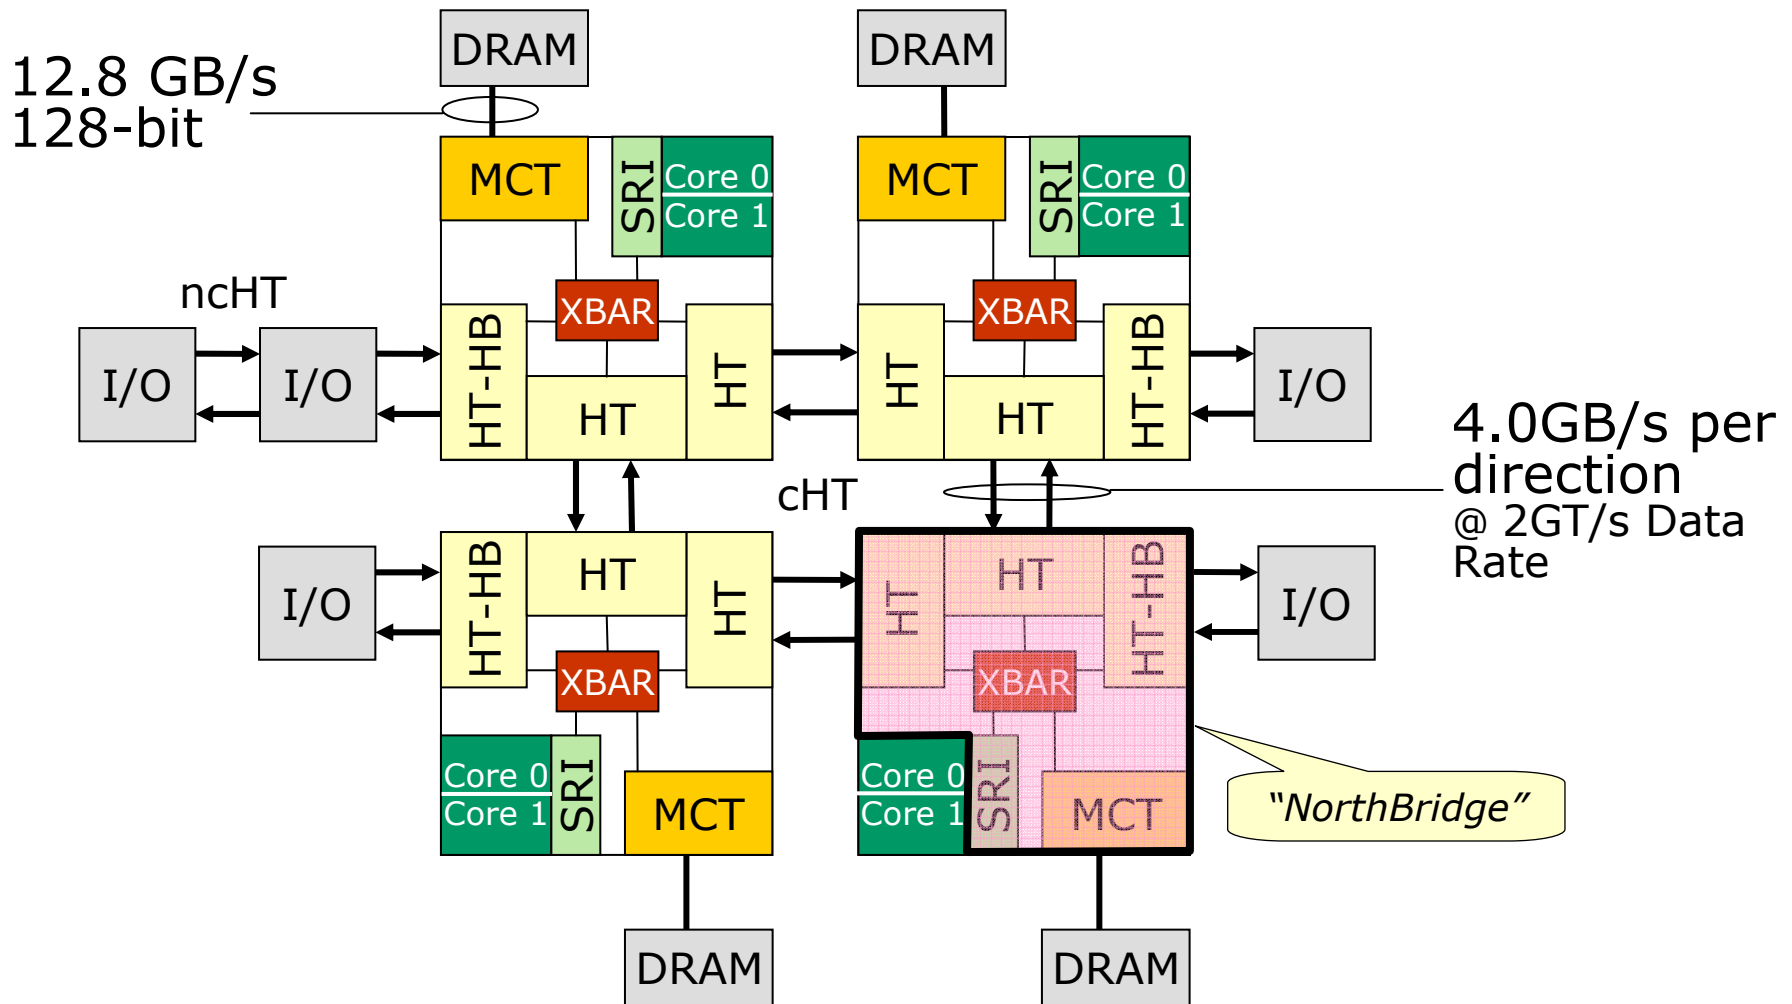 DRAM
DRAM
12.8 GB/s
128-bit
MCT
SRI
Core 0
Core 1
MCT
SRI
Core 0
Core 1
ncHT
XBAR
XBAR
I/O
I/O
HT-HB
HT
HT
HT
HT
HT-HB
I/O
4.0GB/s per
direction
@ 2GT/s Data
Rate
cHT
I/O
HT-HB
HT
HT
HT
HT
HT-HB
I/O
XBAR
XBAR
Core 0
Core 1
SRI
MCT
Core 0
Core 1
SRI
MCT
“NorthBridge”
DRAM
DRAM